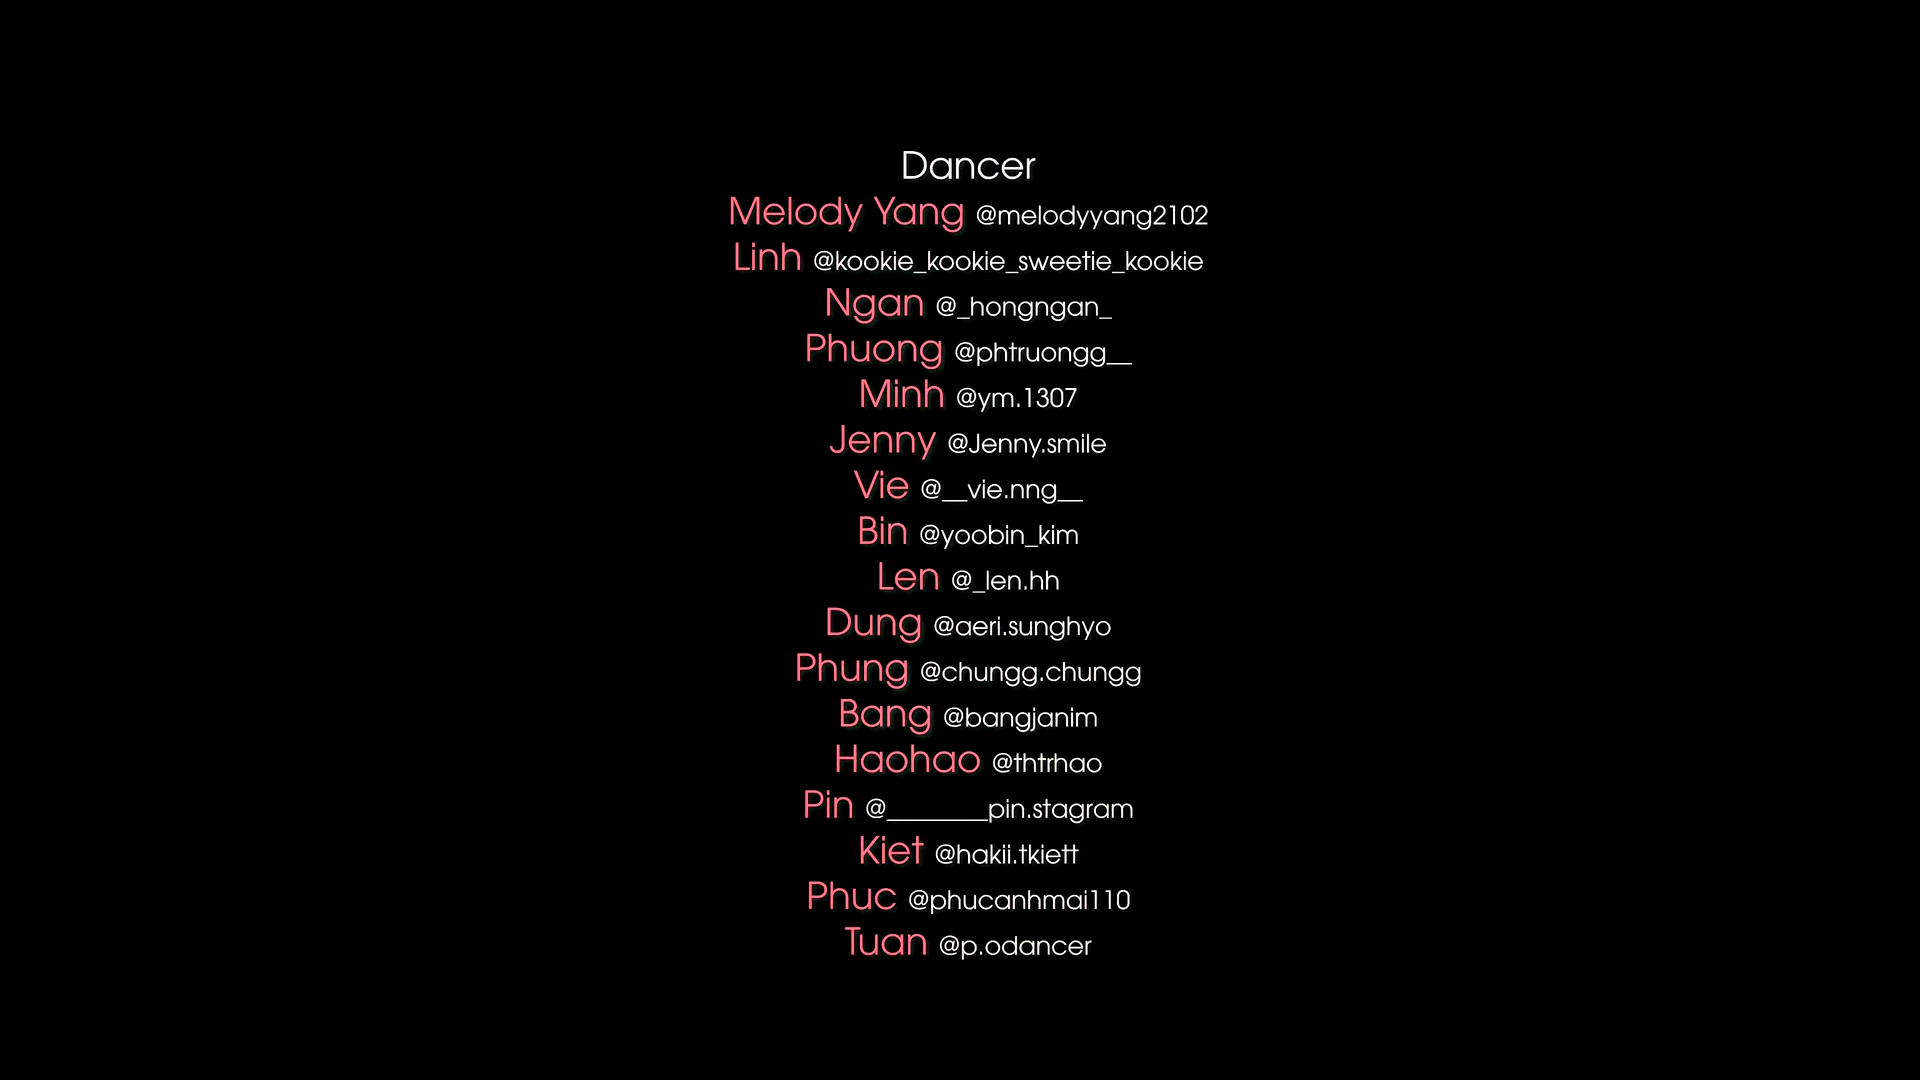 Dancer
Melody Yang @melodyyang2102
Linh @kookie_kookie_sweetie_kookie
Ngan @_hongngan_
Phuong @phtruongg__
Minh @ym.1307
Jenny @Jenny.smile
Vie @__vie.nng__
Bin @yoobin_kim
Len @_len.hh
Dung @aeri.sunghyo
Phung @chungg.chungg
Bang @bangjanim
Haohao @thtrhao
Pin @________pin.stagram
Kiet @hakii.tkiett
Phuc @phucanhmai110
Tuan @p.odancer